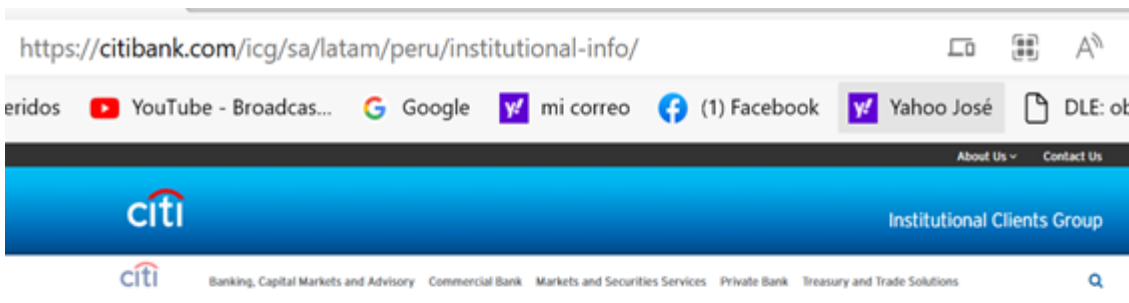 https://citibank.com/icg/sa/latam/peru/institutional-info/
eridos YouTube - Broadcas... Google mi correo (1) Facebook Yahoo José DLE: ob
About Us Contact Us
citi
Institutional Clients Group
citi Banking, Capital Markets and Advisory Commercial Bank Markets and Securities Services Private Bank Treasury and Trade Solutions